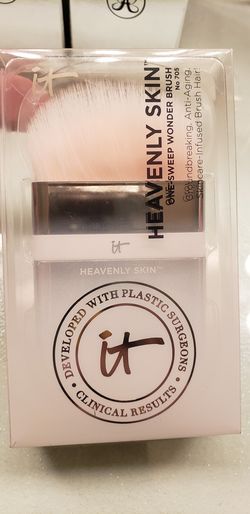 it
HEAVENLY SKIN™
ONE-SWEEP WONDER BRUSH
No 705
Groundbreaking, Anti-Aging,
Skincare-Infused Brush Hair!
it
HEAVENLY SKIN™
DEVELOPED WITH PLASTIC SURGEONS
it
• CLINICAL RESULTS •